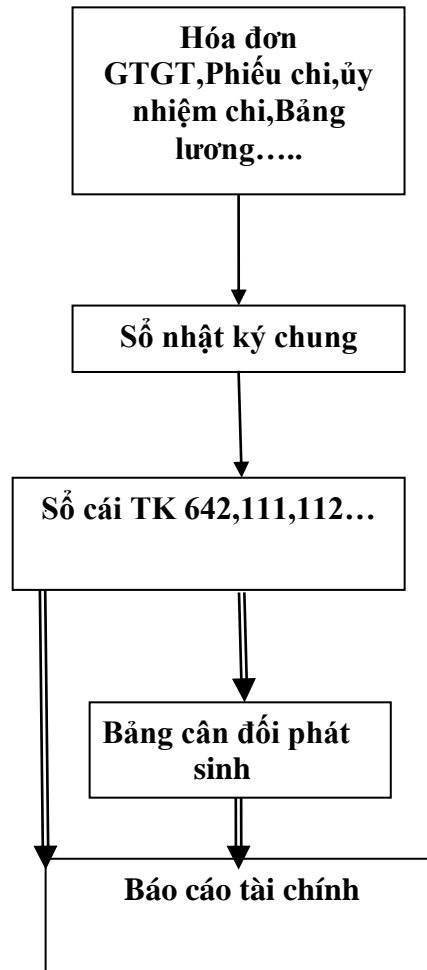 Hóa đơn
GTGT,Phiếu chi,ủy
nhiệm chi,Bảng
lương…..
Sổ nhật ký chung
Sổ cái TK 642,111,112…
Bảng cân đối phát
sinh
Báo cáo tài chính